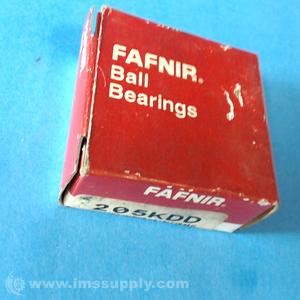 FAFNIR.
Ball
Bearings
FAFNIR
205KDD
© www.imssupply.com